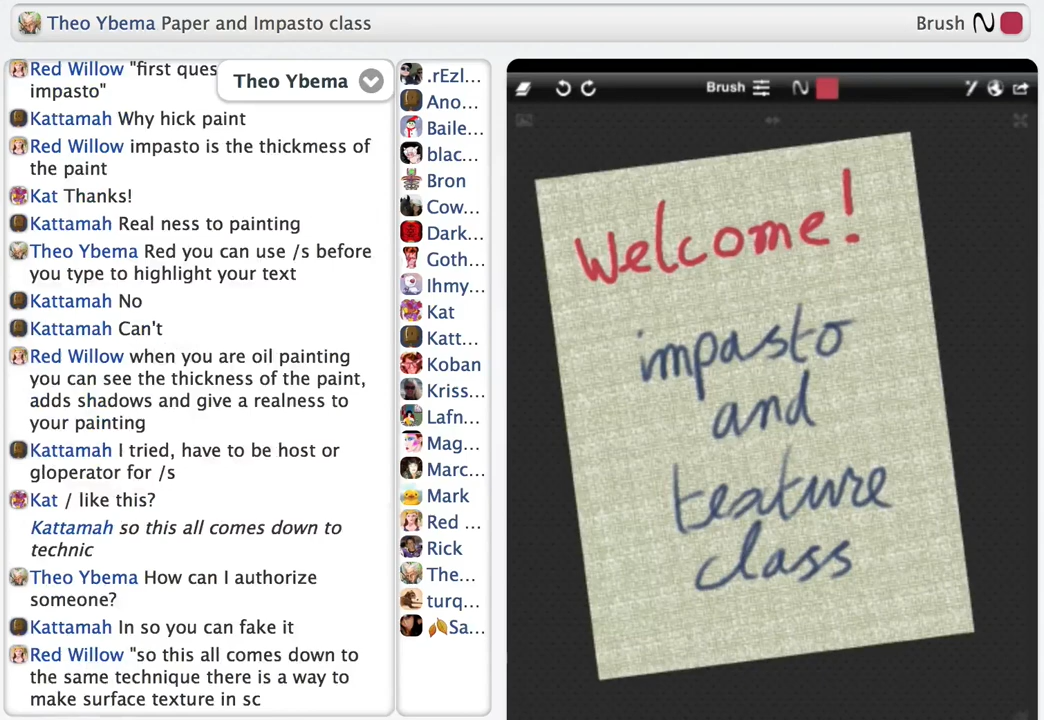 Theo Ybema Paper and Impasto class
Brush
Red Willow "first ques
impasto"
Theo Ybema
Kattamah Why hick paint
Red Willow impasto is the thickmess of
the paint
Kat Thanks!
Kattamah Real ness to painting
Theo Ybema Red you can use /s before
you type to highlight your text
Kattamah No
Kattamah Can't
Red Willow when you are oil painting
you can see the thickness of the paint,
adds shadows and give a realness to
your painting
Kattamah I tried, have to be host or
gloperator for /s
Kat / like this?
Kattamah so this all comes down to
technic
Theo Ybema How can I authorize
someone?
Kattamah In so you can fake it
Red Willow "so this all comes down to
the same technique there is a way to
make surface texture in sc
.rEzl...
Ano...
Baile...
blac...
Bron
Cow...
Dark...
Goth...
Ihmy...
Kat
Katt...
Koban
Kriss...
Lafn...
Mag...
Marc...
Mark
Red ...
Rick
The...
turq...
Sa...
Brush
Welcome!
impasto
and
texture
class